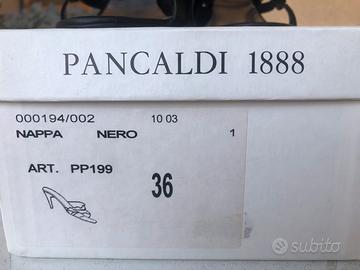 PANCALDI 1888
000194/002 10 03
NAPPA NERO 1
ART. PP199 36
subito